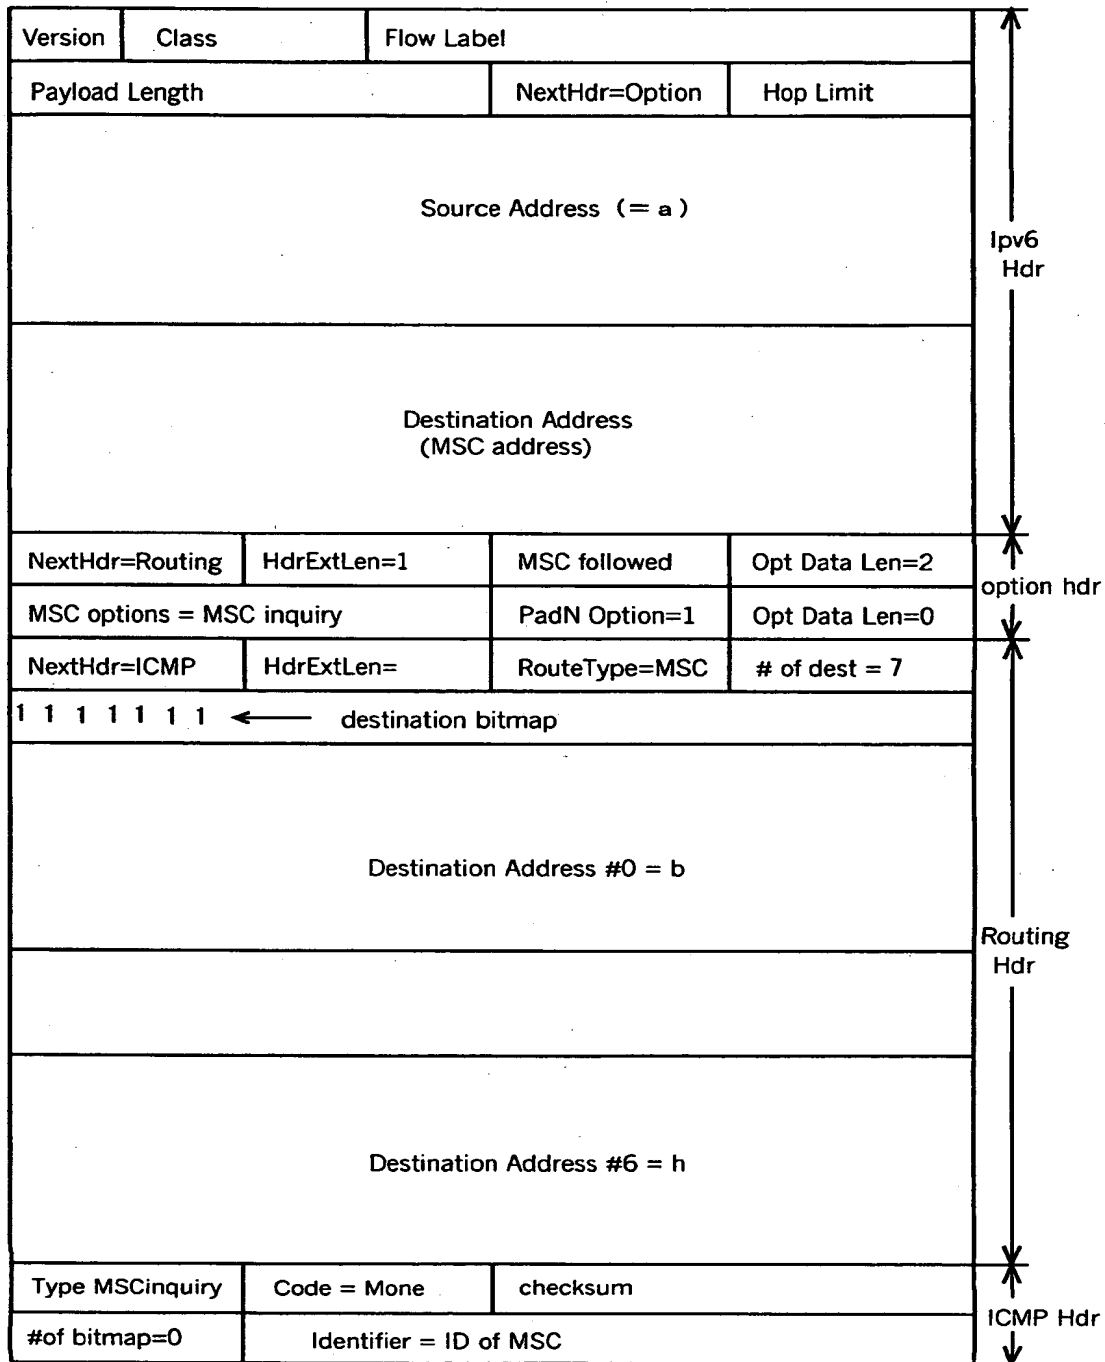 Version Class Flow Label
Payload Length NextHdr=Option Hop Limit
Source Address (= a)
Ipv6
Hdr
Destination Address
(MSC address)
NextHdr=Routing HdrExtLen=1 MSC followed Opt Data Len=2
option hdr
MSC options = MSC inquiry PadN Option=1 Opt Data Len=0
NextHdr=ICMP HdrExtLen= RouteType=MSC # of dest = 7
1 1 1 1 1 1 1 ← destination bitmap
Destination Address #0 = b
Routing
Hdr
Destination Address #6 = h
Type MSCinquiry Code = Mone checksum
ICMP Hdr
#of bitmap=0 Identifier = ID of MSC